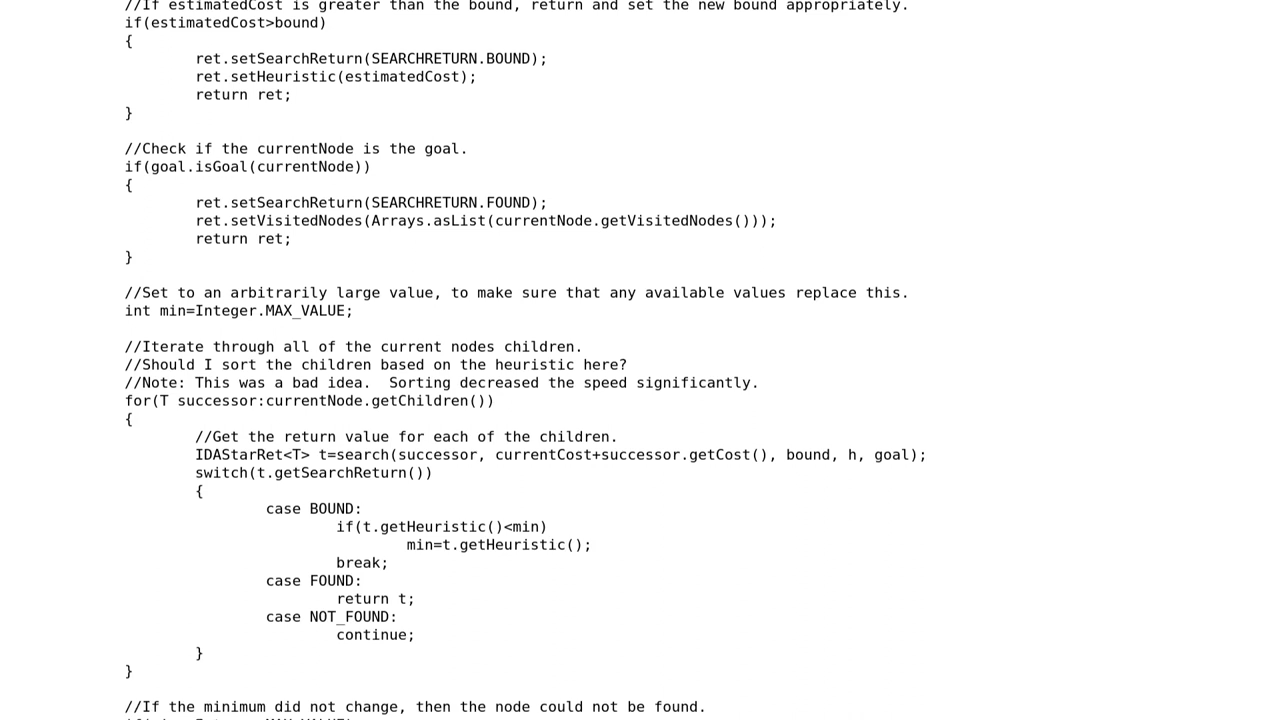 //If estimatedCost is greater than the bound, return and set the new bound appropriately.
if(estimatedCost>bound)
{
ret.setSearchReturn(SEARCHRETURN.BOUND);
ret.setHeuristic(estimatedCost);
return ret;
}
//Check if the currentNode is the goal.
if(goal.isGoal(currentNode))
{
ret.setSearchReturn(SEARCHRETURN.FOUND);
ret.setVisitedNodes(Arrays.asList(currentNode.getVisitedNodes()));
return ret;
}
//Set to an arbitrarily large value, to make sure that any available values replace this.
int min=Integer.MAX_VALUE;
//Iterate through all of the current nodes children.
//Should I sort the children based on the heuristic here?
//Note: This was a bad idea.  Sorting decreased the speed significantly.
for(T successor:currentNode.getChildren())
{
//Get the return value for each of the children.
IDAStarRet<T> t=search(successor, currentCost+successor.getCost(), bound, h, goal);
switch(t.getSearchReturn())
{
case BOUND:
if(t.getHeuristic()<min)
min=t.getHeuristic();
break;
case FOUND:
return t;
case NOT_FOUND:
continue;
}
}
//If the minimum did not change, then the node could not be found.